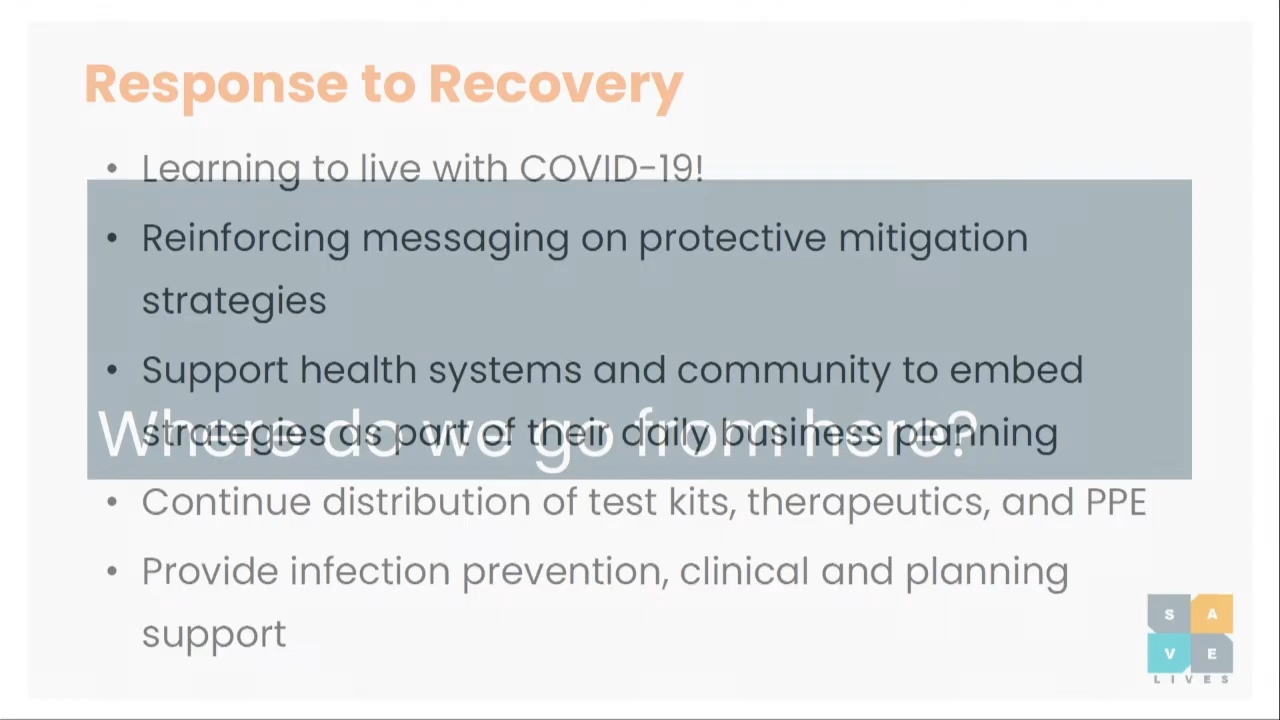 Response to Recovery
• Learning to live with COVID-19!
• Reinforcing messaging on protective mitigation
strategies
• Support health systems and community to embed
strategies as part of their daily business planning
Where do we go from here?
• Continue distribution of test kits, therapeutics, and PPE
• Provide infection prevention, clinical and planning
support
S A
V E
LIVES